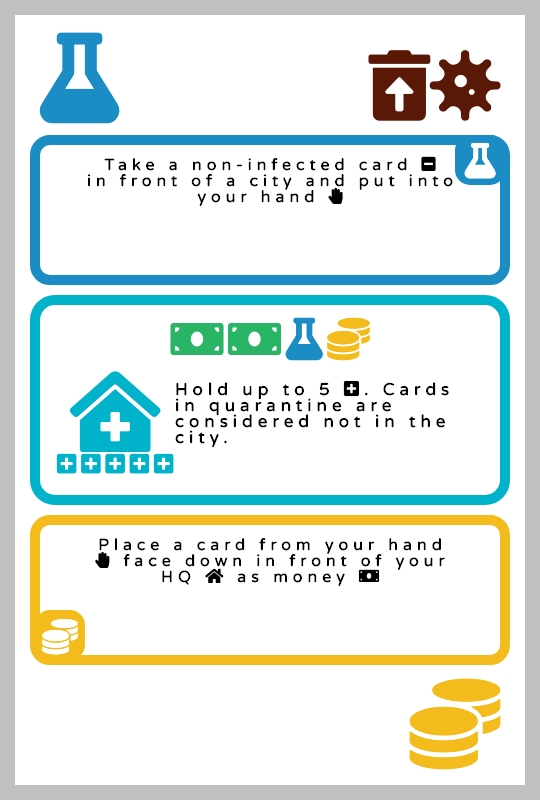 Take a non-infected card
in front of a city and put into
your hand
Hold up to 5 . Cards
in quarantine are
considered not in the
city.
Place a card from your hand
face down in front of your
HQ as money